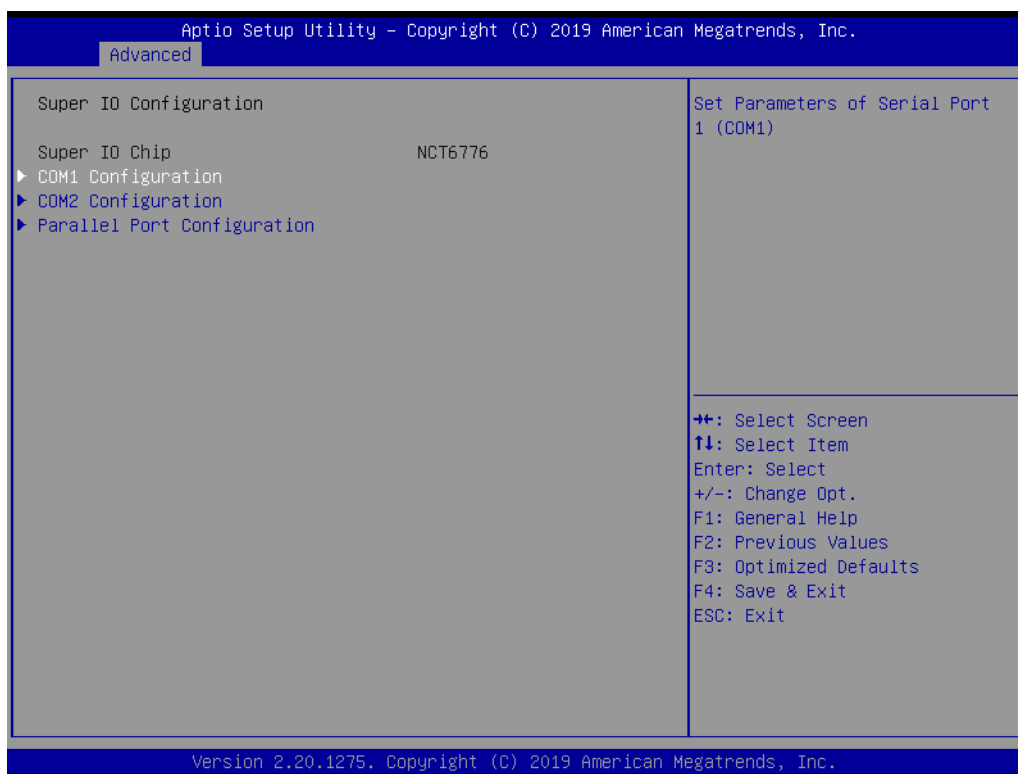 Aptio Setup Utility – Copyright (C) 2019 American Megatrends, Inc.
Advanced
Super IO Configuration
Super IO Chip NCT6776
▶ COM1 Configuration
▶ COM2 Configuration
▶ Parallel Port Configuration
Set Parameters of Serial Port
1 (COM1)
→←: Select Screen
↑↓: Select Item
Enter: Select
+/-: Change Opt.
F1: General Help
F2: Previous Values
F3: Optimized Defaults
F4: Save & Exit
ESC: Exit
Version 2.20.1275. Copyright (C) 2019 American Megatrends, Inc.